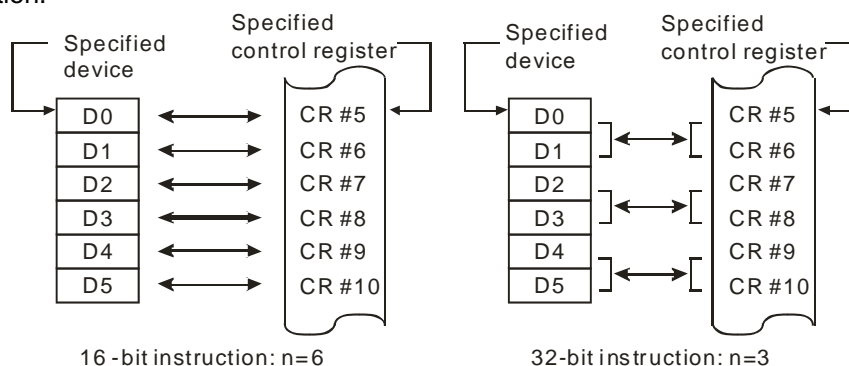 Specified
device
Specified
control register
D0
D1
D2
D3
D4
D5
CR #5
CR #6
CR #7
CR #8
CR #9
CR #10
16 -bit instruction: n=6
Specified
device
Specified
control register
D0
D1
D2
D3
D4
D5
CR #5
CR #6
CR #7
CR #8
CR #9
CR #10
32-bit instruction: n=3